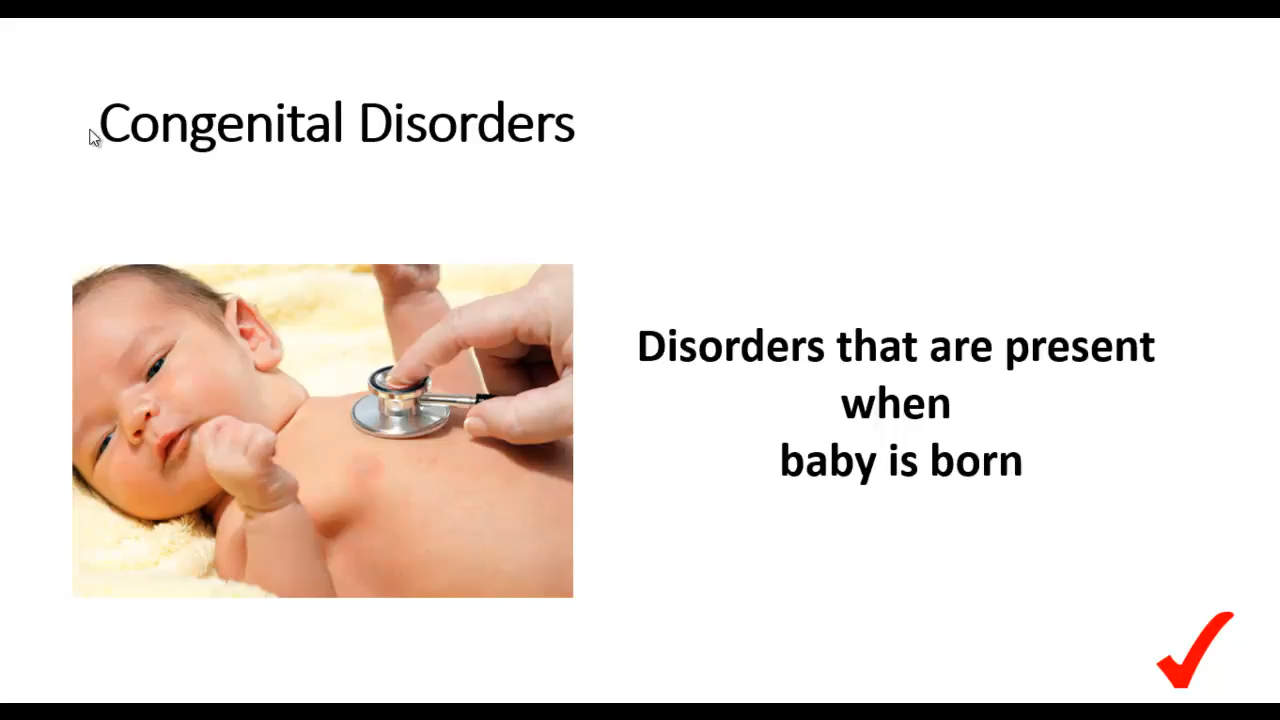 Congenital Disorders
Disorders that are present
when
baby is born